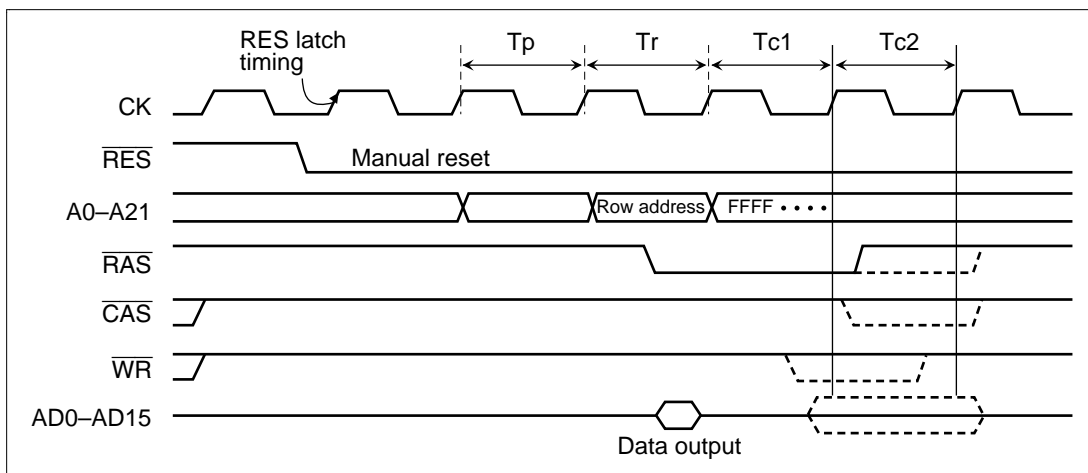 RES latch
timing
Tp Tr Tc1 Tc2
CK
RES
Manual reset
A0–A21
Row address
FFFF ····
RAS
CAS
WR
AD0–AD15
Data output